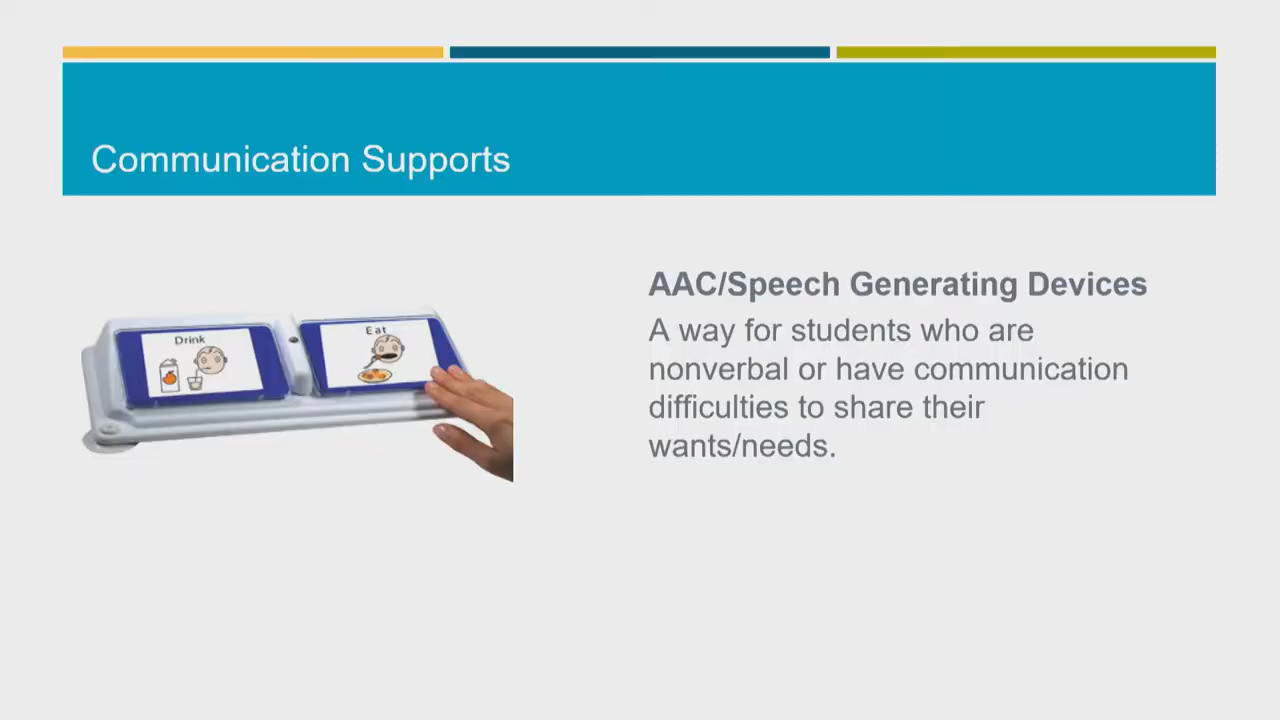 Communication Supports
Drink
Eat
AAC/Speech Generating Devices
A way for students who are
nonverbal or have communication
difficulties to share their
wants/needs.